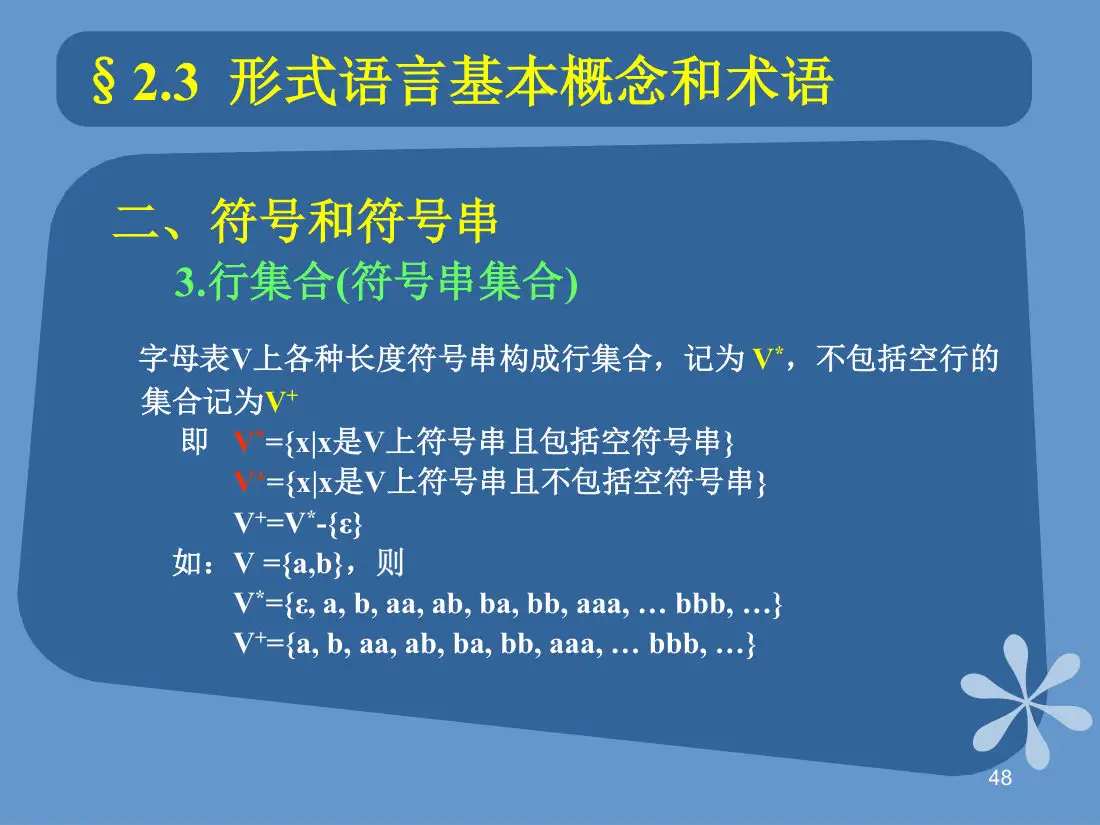 §2.3 形式语言基本概念和术语
二、符号和符号串
3.行集合(符号串集合)
字母表V上各种长度符号串构成行集合，记为 V*，不包括空行的
集合记为V+
即 V*={x|x是V上符号串且包括空符号串}
V+={x|x是V上符号串且不包括空符号串}
V+=V*-{ε}
如：V ={a,b}，则
V*={ε, a, b, aa, ab, ba, bb, aaa, … bbb, …}
V+={a, b, aa, ab, ba, bb, aaa, … bbb, …}
48